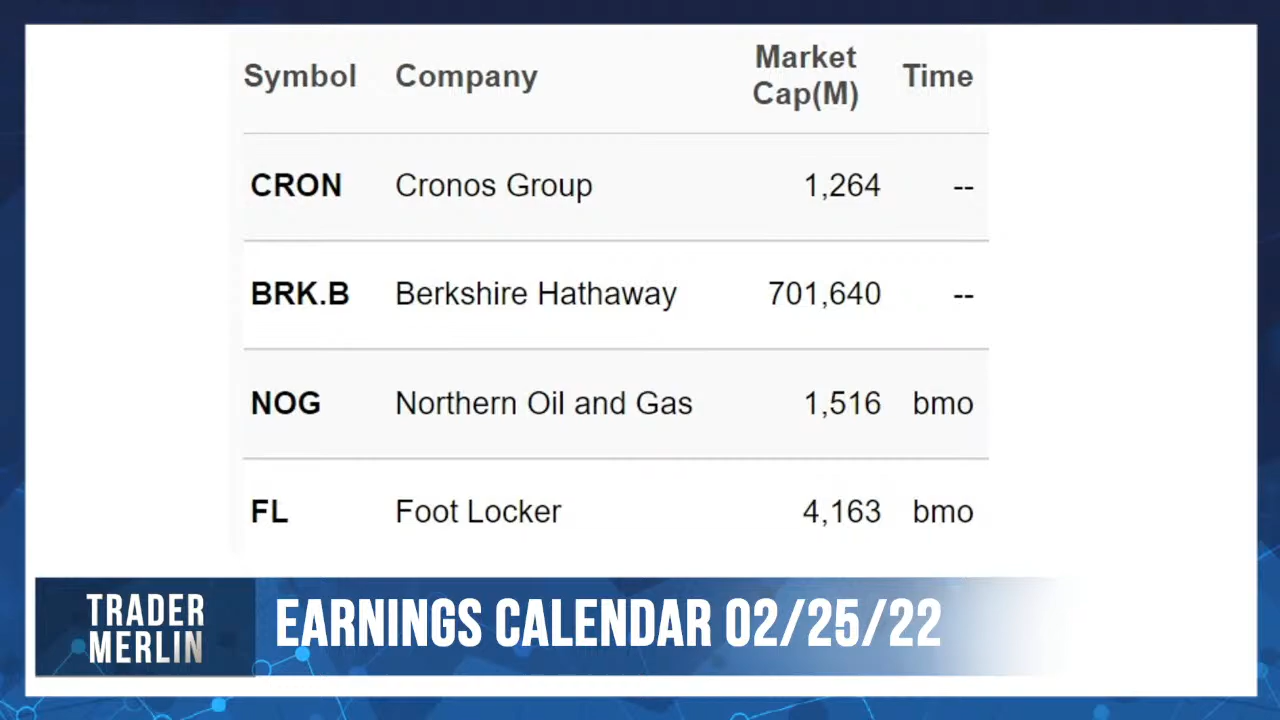 Symbol Company Market Cap(M) Time
CRON Cronos Group 1,264 --
BRK.B Berkshire Hathaway 701,640 --
NOG Northern Oil and Gas 1,516 bmo
FL Foot Locker 4,163 bmo
TRADER MERLIN
EARNINGS CALENDAR 02/25/22